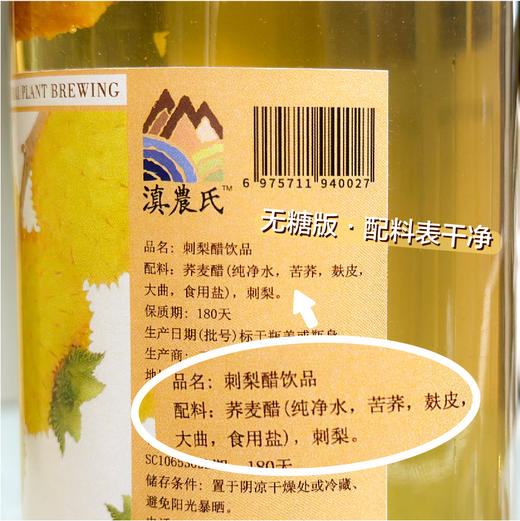 PLANT BREWING
滇農氏™
6 975711 940027
无糖版·配料表干净
品名：刺梨醋饮品
配料：荞麦醋(纯净水，苦荞，麸皮，
大曲，食用盐)，刺梨。
保质期：180天
生产日期(批号)标于瓶盖或瓶身
生产商：
品名：刺梨醋饮品
配料：荞麦醋(纯净水，苦荞，麸皮，
大曲，食用盐)，刺梨。
180天
储存条件：置于阴凉干燥处或冷藏、
避免阳光暴晒。